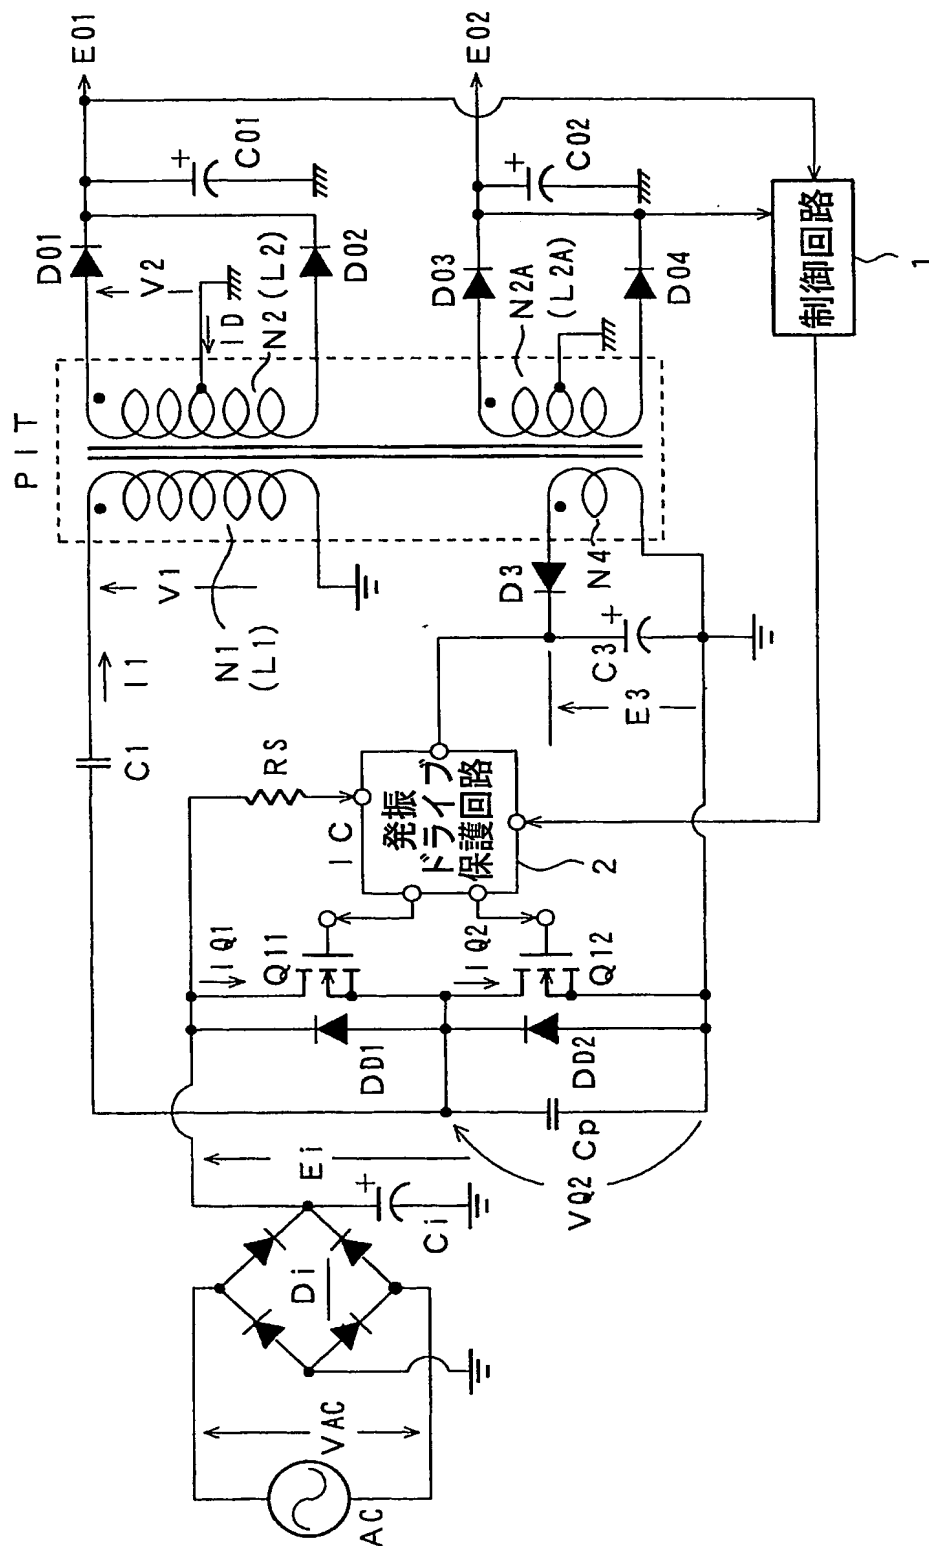 PIT
E01
E02
D01
V2
C01
+
ID
N2(L2)
D02
D03
C02
+
N2A
(L2A)
D04
制御回路
1
C1
I1
V1
N1
(L1)
D3
N4
C3
+
E3
RS
IC
発振
ドライブ
保護回路
2
IQ1
Q11
IQ2
Q12
DD1
DD2
Cp
VQ2
Ei
+
Ci
Di
VAC
AC